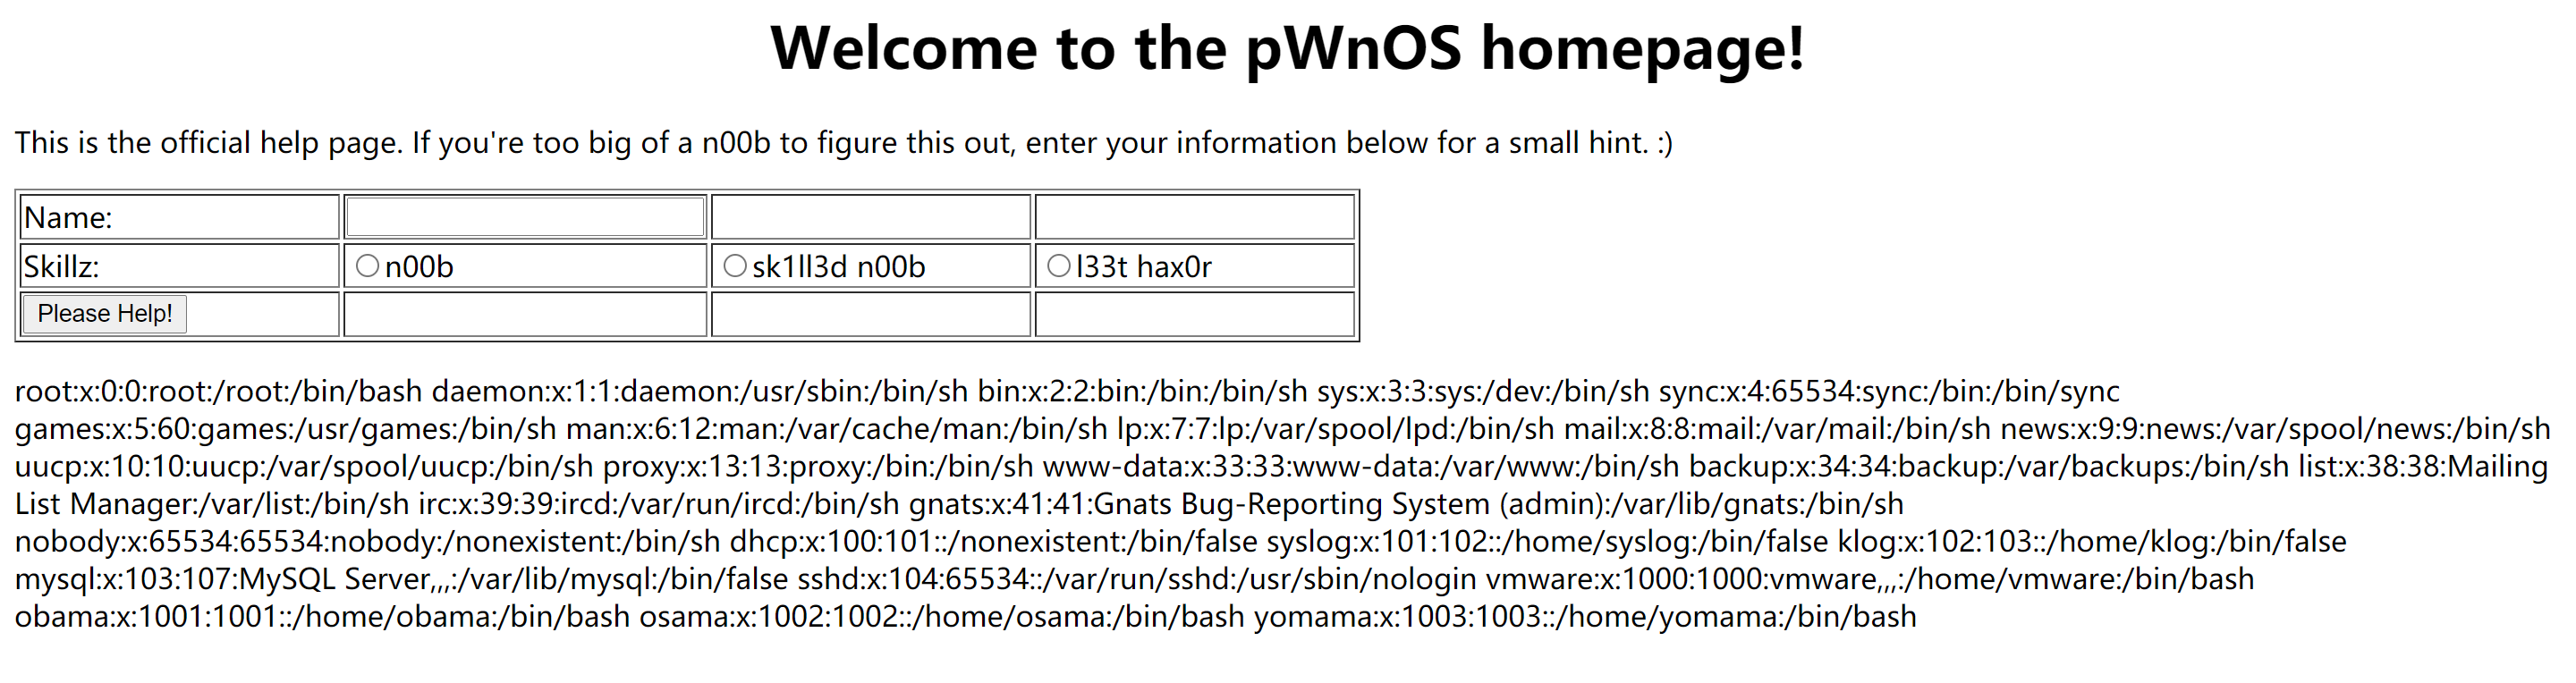 Welcome to the pWnOS homepage!
This is the official help page. If you're too big of a n00b to figure this out, enter your information below for a small hint. :)
Name:
Skillz: n00b sk1ll3d n00b l33t hax0r
Please Help!
root:x:0:0:root:/root:/bin/bash daemon:x:1:1:daemon:/usr/sbin:/bin/sh bin:x:2:2:bin:/bin:/bin/sh sys:x:3:3:sys:/dev:/bin/sh sync:x:4:65534:sync:/bin:/bin/sync
games:x:5:60:games:/usr/games:/bin/sh man:x:6:12:man:/var/cache/man:/bin/sh lp:x:7:7:lp:/var/spool/lpd:/bin/sh mail:x:8:8:mail:/var/mail:/bin/sh news:x:9:9:news:/var/spool/news:/bin/sh
uucp:x:10:10:uucp:/var/spool/uucp:/bin/sh proxy:x:13:13:proxy:/bin:/bin/sh www-data:x:33:33:www-data:/var/www:/bin/sh backup:x:34:34:backup:/var/backups:/bin/sh list:x:38:38:Mailing
List Manager:/var/list:/bin/sh irc:x:39:39:ircd:/var/run/ircd:/bin/sh gnats:x:41:41:Gnats Bug-Reporting System (admin):/var/lib/gnats:/bin/sh
nobody:x:65534:65534:nobody:/nonexistent:/bin/sh dhcp:x:100:101::/nonexistent:/bin/false syslog:x:101:102::/home/syslog:/bin/false klog:x:102:103::/home/klog:/bin/false
mysql:x:103:107:MySQL Server,,,:/var/lib/mysql:/bin/false sshd:x:104:65534::/var/run/sshd:/usr/sbin/nologin vmware:x:1000:1000:vmware,,,:/home/vmware:/bin/bash
obama:x:1001:1001::/home/obama:/bin/bash osama:x:1002:1002::/home/osama:/bin/bash yomama:x:1003:1003::/home/yomama:/bin/bash